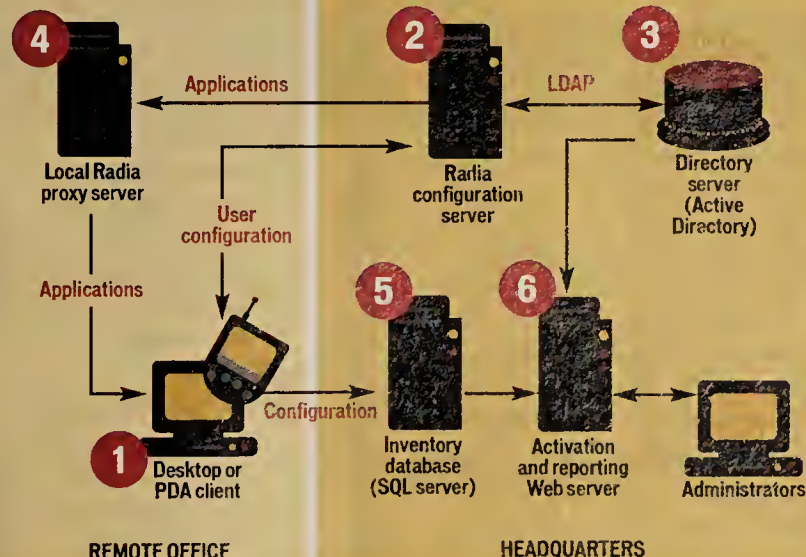 4
2
3
Applications
LDAP
Local Radia
proxy server
Radia
configuration
server
Directory
server
(Active
Directory)
User
configuration
Applications
5
6
Configuration
1
Desktop or
PDA client
Inventory
database
(SQL server)
Activation
and reporting
Web server
Administrators
REMOTE OFFICE
HEADQUARTERS